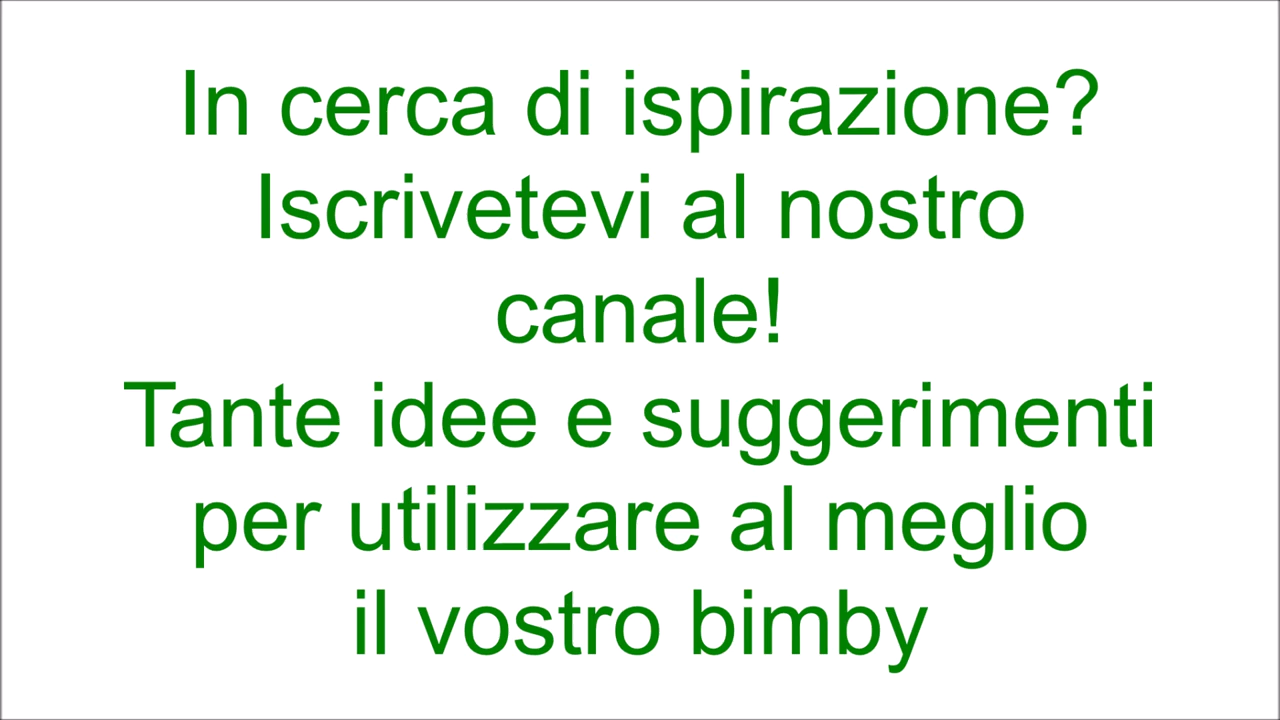 In cerca di ispirazione?
Iscrivetevi al nostro
canale!
Tante idee e suggerimenti
per utilizzare al meglio
il vostro bimby